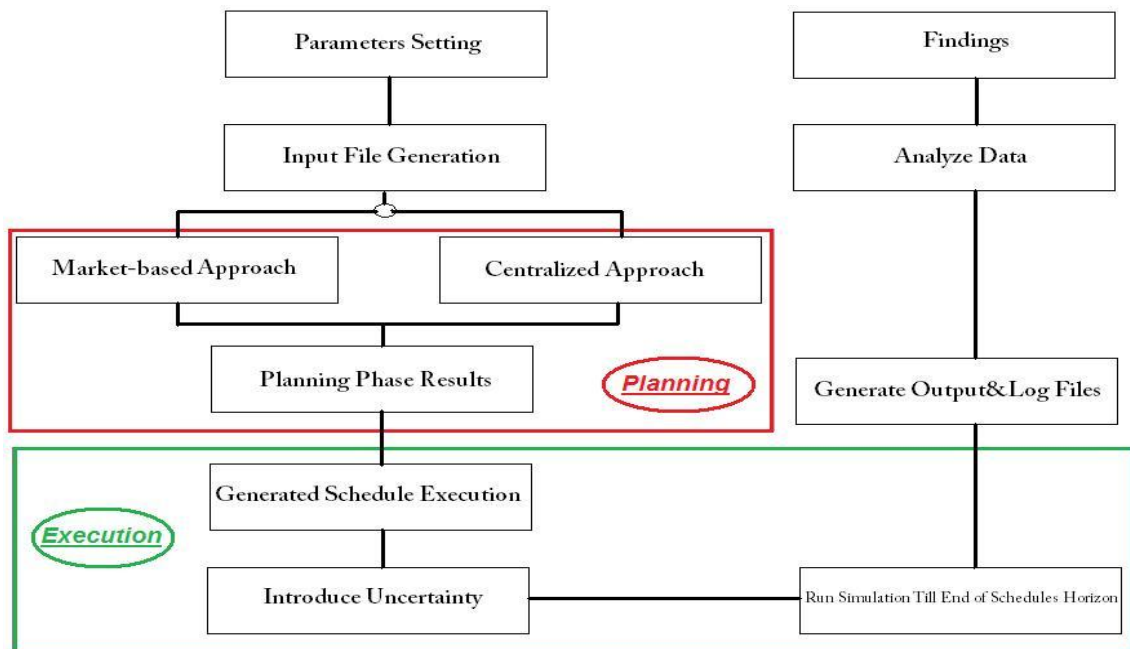 Parameters Setting
Findings
Input File Generation
Analyze Data
Market-based Approach
Centralized Approach
Planning Phase Results
Planning
Generate Output&Log Files
Generated Schedule Execution
Execution
Introduce Uncertainty
Run Simulation Till End of Schedules Horizon